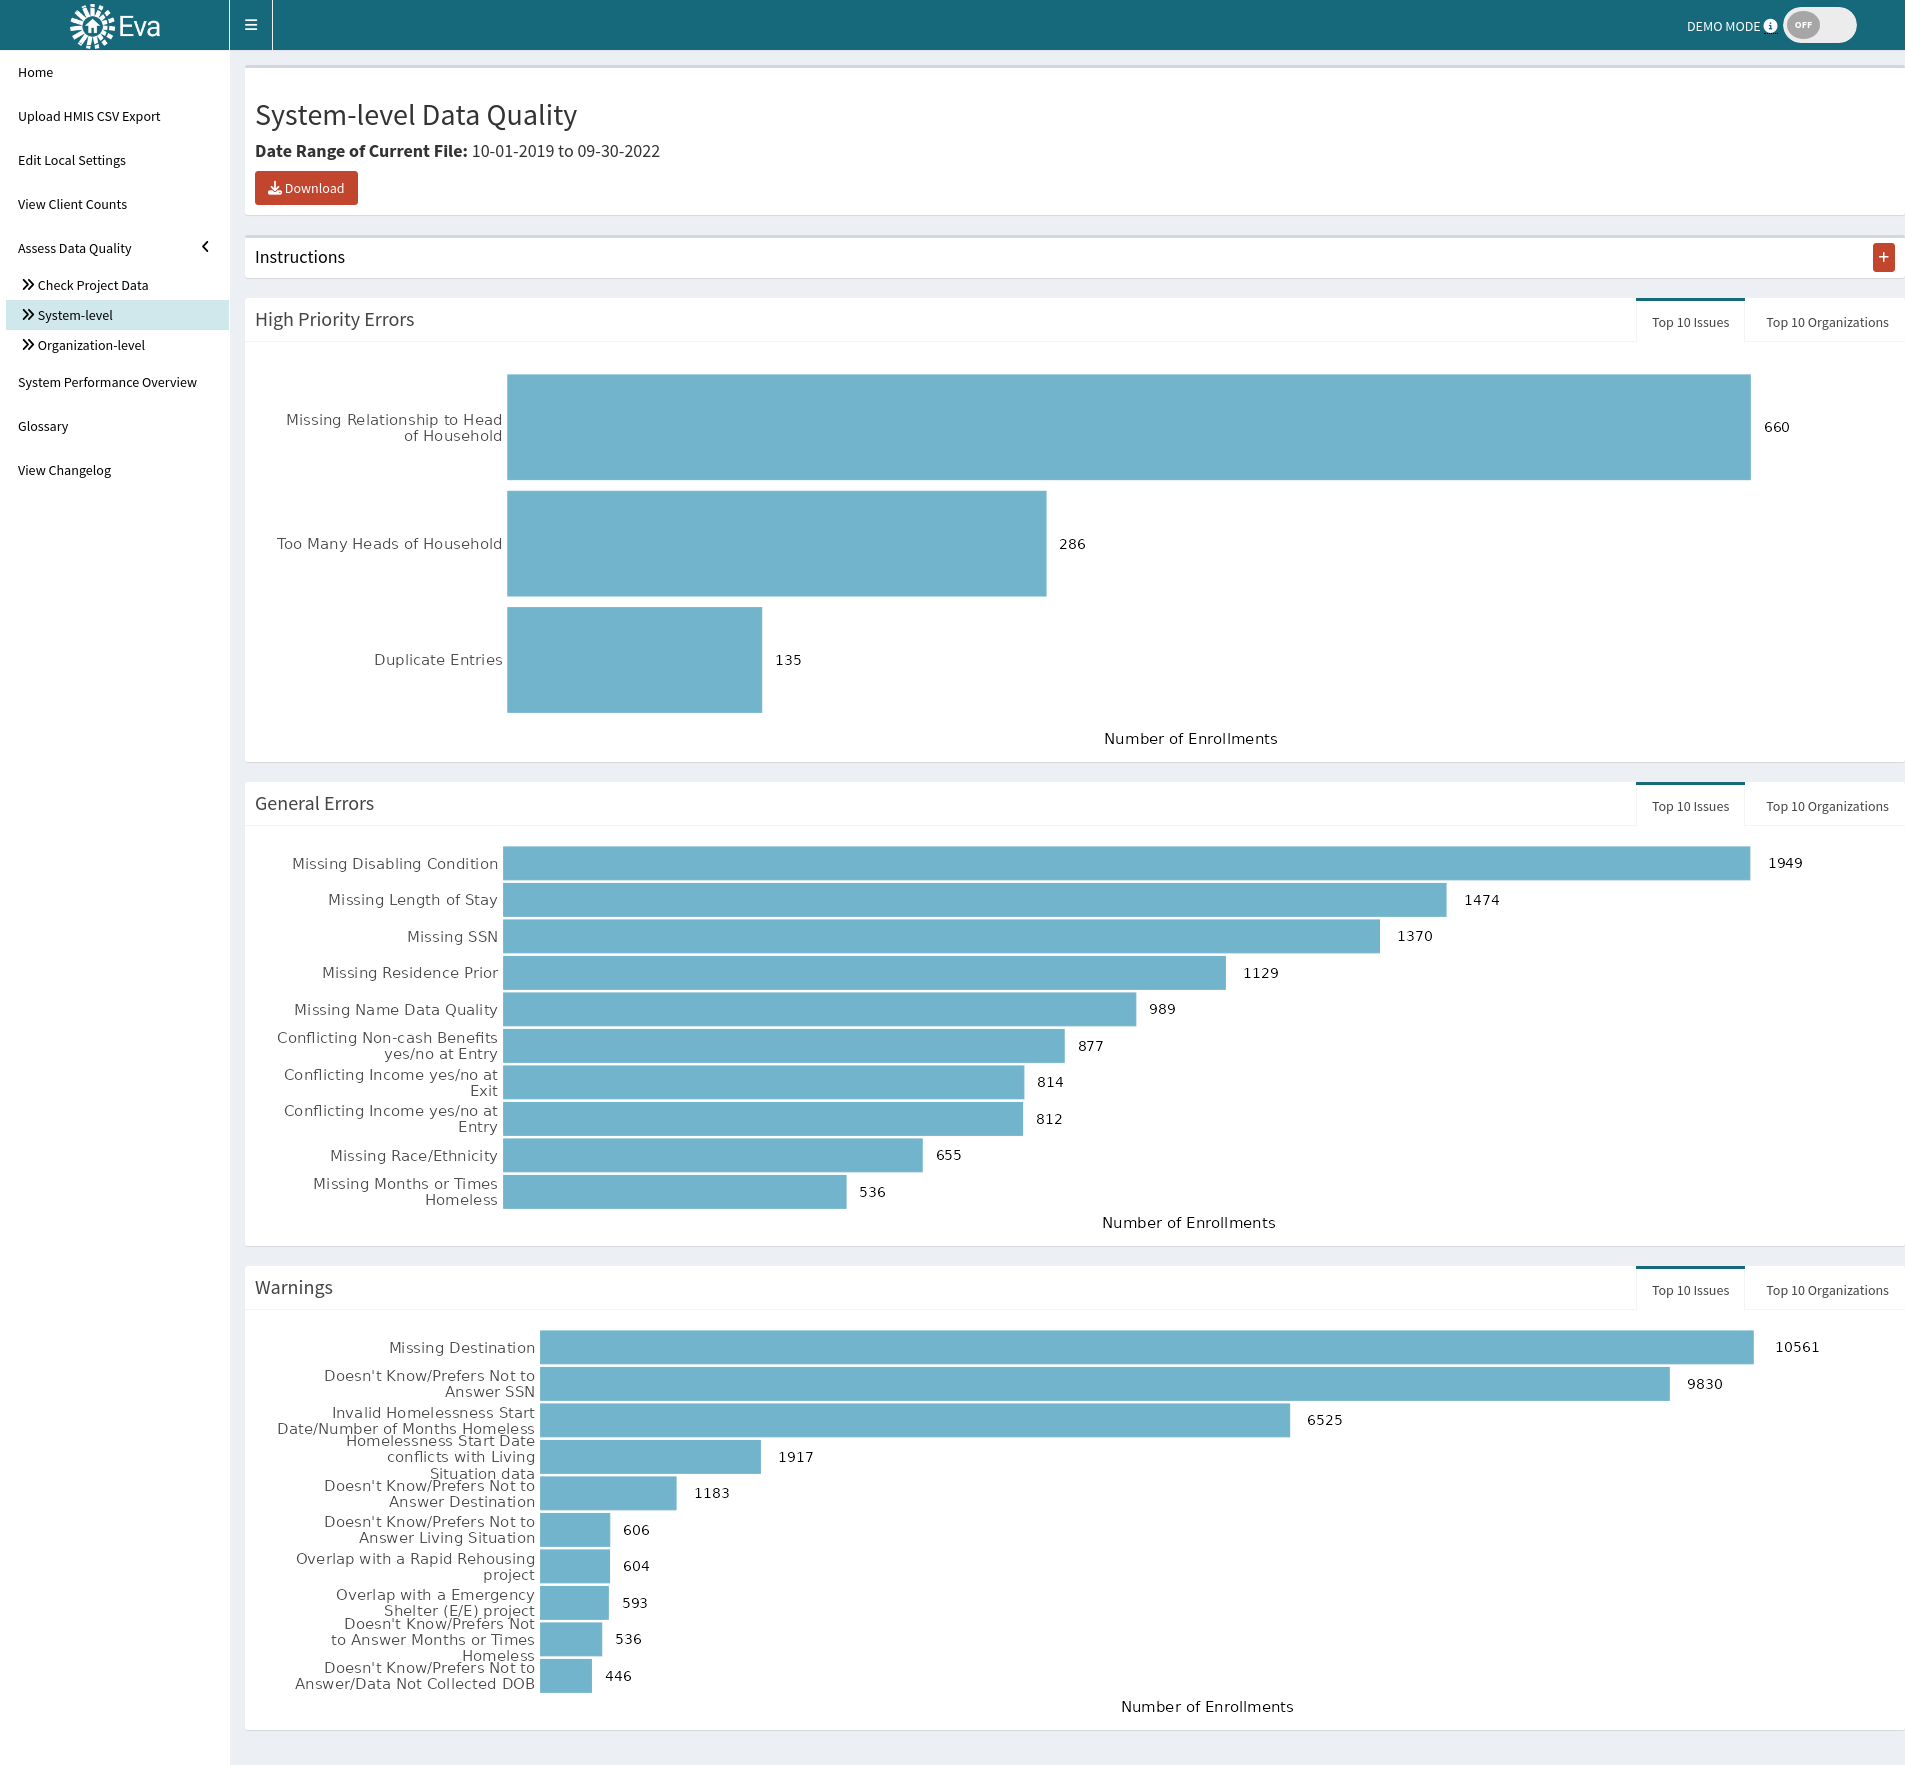 Eva
DEMO MODE
OFF
Home
Upload HMIS CSV Export
Edit Local Settings
View Client Counts
Assess Data Quality
Check Project Data
System-level
Organization-level
System Performance Overview
Glossary
View Changelog
System-level Data Quality
Date Range of Current File: 10-01-2019 to 09-30-2022
Download
Instructions
+
High Priority Errors
Top 10 Issues
Top 10 Organizations
Missing Relationship to Head
of Household
660
Too Many Heads of Household
286
Duplicate Entries
135
Number of Enrollments
General Errors
Top 10 Issues
Top 10 Organizations
Missing Disabling Condition
1949
Missing Length of Stay
1474
Missing SSN
1370
Missing Residence Prior
1129
Missing Name Data Quality
989
Conflicting Non-cash Benefits
yes/no at Entry
877
Conflicting Income yes/no at
Exit
814
Conflicting Income yes/no at
Entry
812
Missing Race/Ethnicity
655
Missing Months or Times
Homeless
536
Number of Enrollments
Warnings
Top 10 Issues
Top 10 Organizations
Missing Destination
10561
Doesn't Know/Prefers Not to
Answer SSN
9830
Invalid Homelessness Start
Date/Number of Months Homeless
6525
Homelessness Start Date
conflicts with Living
Situation data
1917
Doesn't Know/Prefers Not to
Answer Destination
1183
Doesn't Know/Prefers Not to
Answer Living Situation
606
Overlap with a Rapid Rehousing
project
604
Overlap with a Emergency
Shelter (E/E) project
593
Doesn't Know/Prefers Not
to Answer Months or Times
Homeless
536
Doesn't Know/Prefers Not to
Answer/Data Not Collected DOB
446
Number of Enrollments